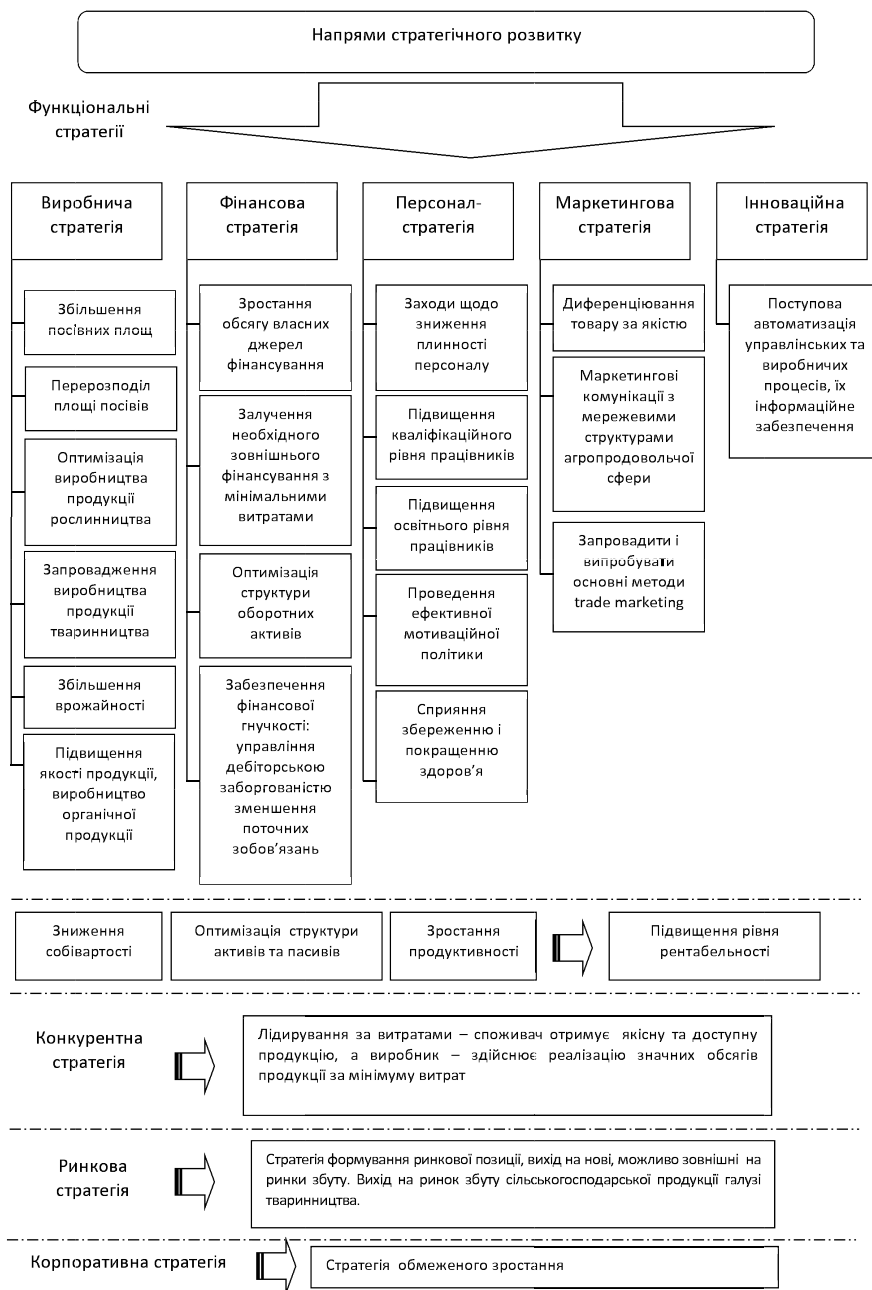 Напрями стратегічного розвитку
Функціональні
стратегії
Виробнича
стратегія
Збільшення
посівних площ
Перерозподіл
площі посівів
Оптимізація
виробництва
продукції
рослинництва
Запровадження
виробництва
продукції
тваринництва
Збільшення
врожайності
Підвищення
якості продукції,
виробництво
органічної
продукції
Фінансова
стратегія
Зростання
обсягу власних
джерел
фінансування
Залучення
необхідного
зовнішнього
фінансування з
мінімальними
витратами
Оптимізація
структури
оборотних
активів
Забезпечення
фінансової
гнучкості:
управління
дебіторською
заборгованістю
зменшення
поточних
зобов’язань
Персонал-
стратегія
Заходи щодо
зниження
плинності
персоналу
Підвищення
кваліфікаційного
рівня працівників
Підвищення
освітнього рівня
працівників
Проведення
ефективної
мотиваційної
політики
Сприяння
збереженню і
покращенню
здоров’я
Маркетингова
стратегія
Диференціювання
товару за якістю
Маркетингові
комунікації з
мережевими
структурами
агропродовольчої
сфери
Запровадити і
випробувати
основні методи
trade marketing
Інноваційна
стратегія
Поступова
автоматизація
управлінських та
виробничих
процесів, їх
інформаційне
забезпечення
Зниження
собівартості
Оптимізація структури
активів та пасивів
Зростання
продуктивності
Підвищення рівня
рентабельності
Конкурентна
стратегія
Лідирування за витратами – споживач отримує якісну та доступну
продукцію, а виробник – здійснює реалізацію значних обсягів
продукції за мінімуму витрат
Ринкова
стратегія
Стратегія формування ринкової позиції, вихід на нові, можливо зовнішні на
ринки збуту. Вихід на ринок збуту сільськогосподарської продукції галузі
тваринництва.
Корпоративна стратегія
Стратегія обмеженого зростання